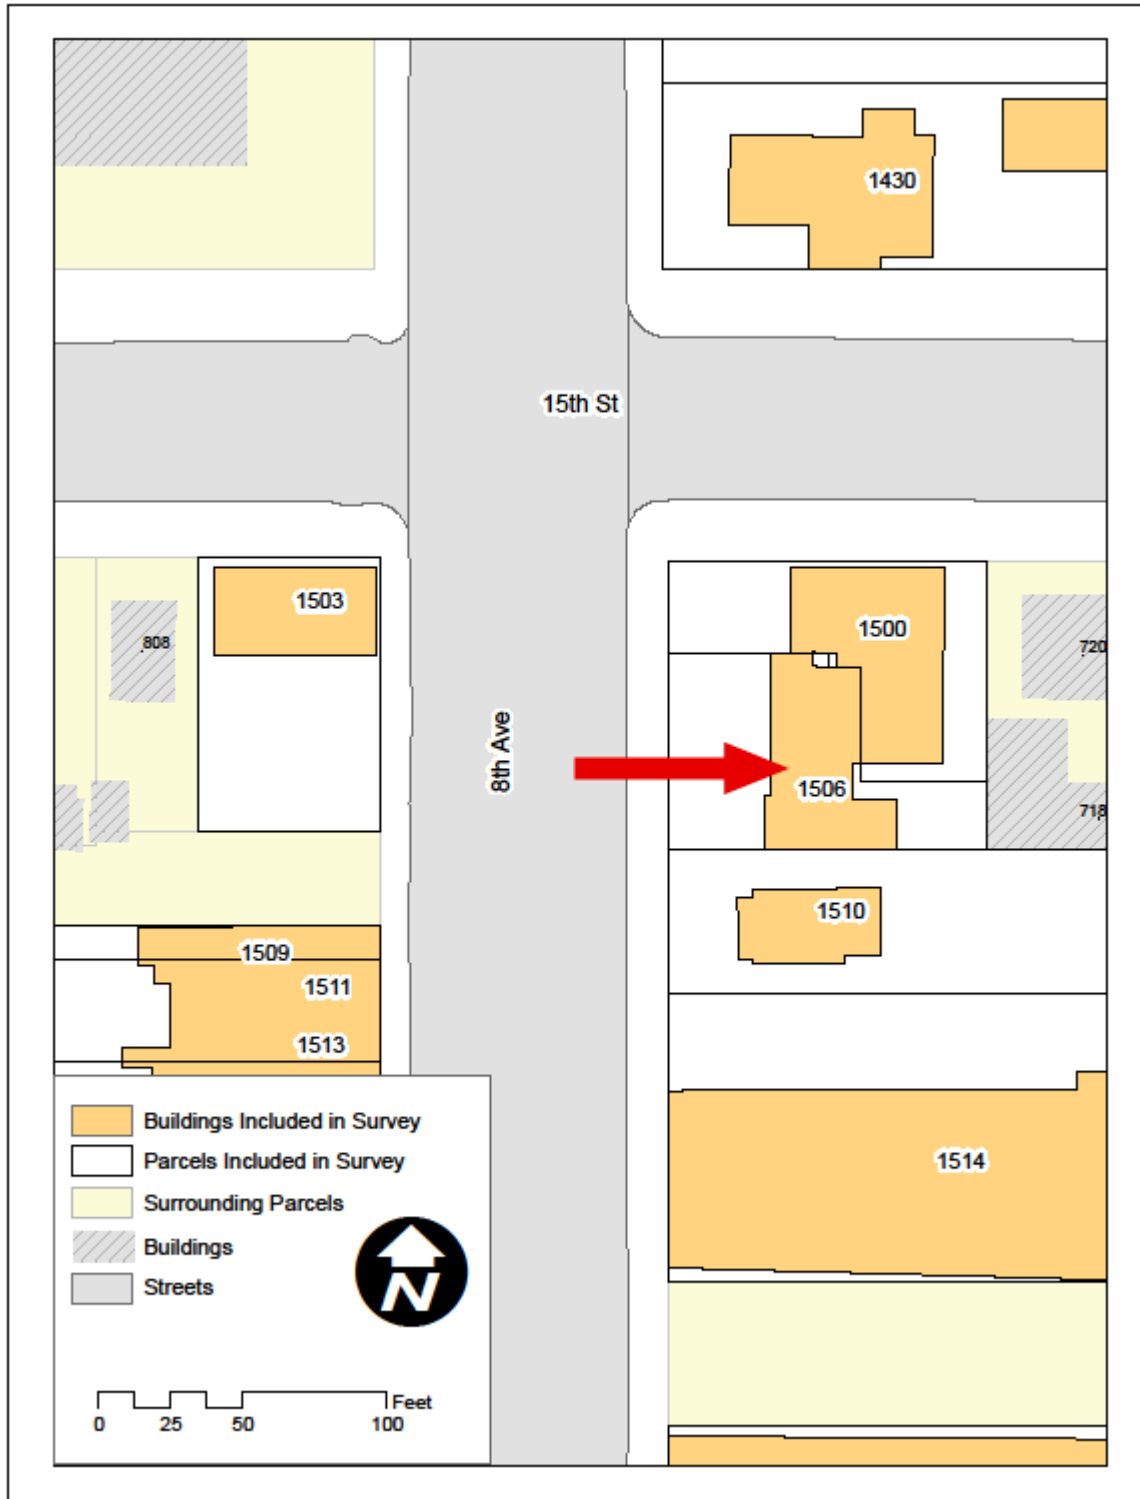 1430
15th St
1503
1500
808
720
8th Ave
1506
718
1510
1509
1511
1513
1514
Buildings Included in Survey
Parcels Included in Survey
Surrounding Parcels
Buildings
Streets
N
Feet
0 25 50 100